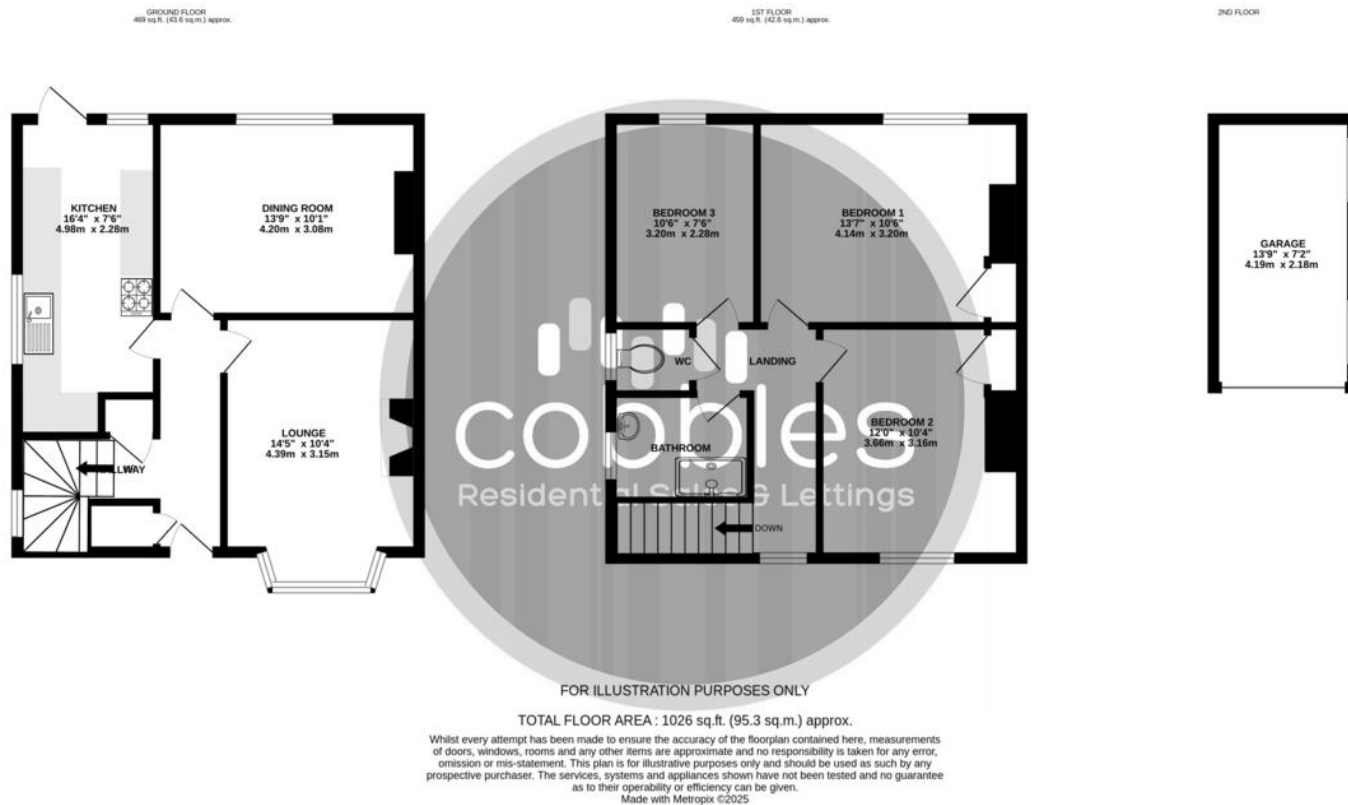 GROUND FLOOR
469 sq.ft. (43.6 sq.m.) approx.
1ST FLOOR
459 sq.ft. (42.6 sq.m.) approx.
2ND FLOOR
KITCHEN
16'4" x 7'6"
4.98m x 2.28m
DINING ROOM
13'9" x 10'1"
4.20m x 3.08m
LOUNGE
14'5" x 10'4"
4.39m x 3.15m
BEDROOM 3
10'6" x 7'6"
3.20m x 2.28m
BEDROOM 1
13'7" x 10'6"
4.14m x 3.20m
WC
LANDING
BATHROOM
BEDROOM 2
12'0" x 10'4"
3.66m x 3.16m
DOWN
GARAGE
13'9" x 7'2"
4.19m x 2.18m
cobbles
Residential Sales & Lettings
FOR ILLUSTRATION PURPOSES ONLY
TOTAL FLOOR AREA : 1026 sq.ft. (95.3 sq.m.) approx.
Whilst every attempt has been made to ensure the accuracy of the floorplan contained here, measurements
of doors, windows, rooms and any other items are approximate and no responsibility is taken for any error,
omission or mis-statement. This plan is for illustrative purposes only and should be used as such by any
prospective purchaser. The services, systems and appliances shown have not been tested and no guarantee
as to their operability or efficiency can be given.
Made with Metropix ©2025